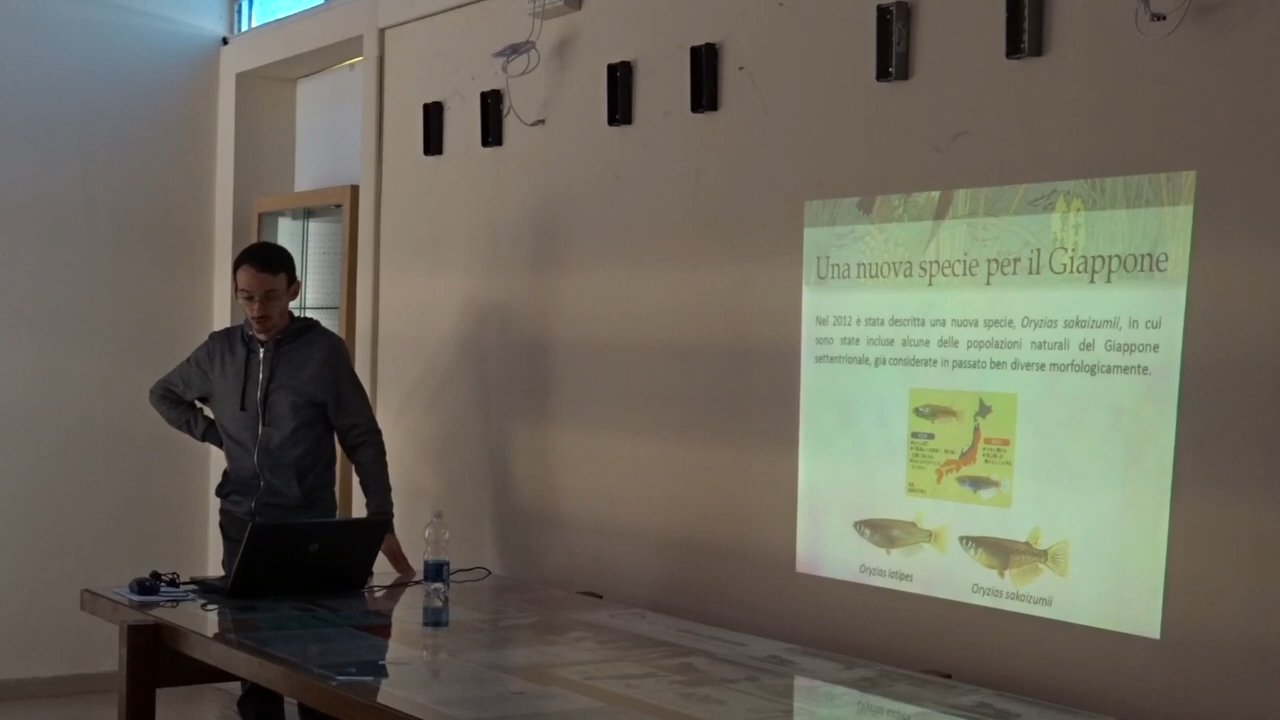 Una nuova specie per il Giappone
Nel 2012 è stata descritta una nuova specie, Oryzias sakaizumii, in cui
sono state incluse alcune delle popolazioni naturali del Giappone
settentrionale, già considerate in passato ben diverse morfologicamente.
Oryzias latipes
Oryzias sakaizumii